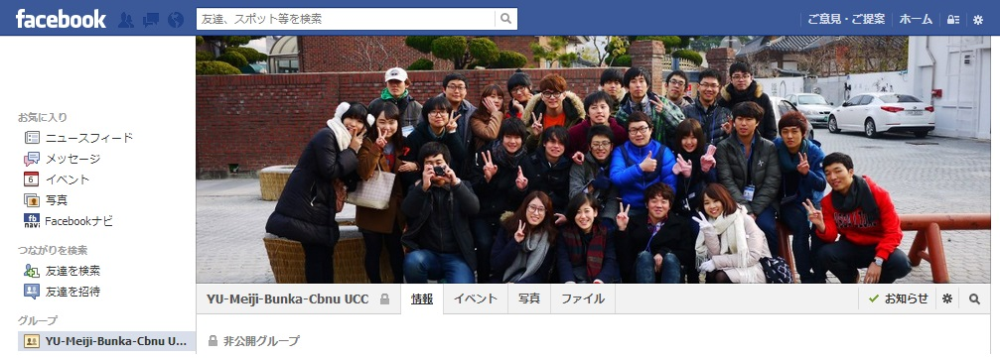 facebook
友達、スポット等を検索
ご意見・ご提案
ホーム
お気に入り
ニュースフィード
メッセージ
6
イベント
写真
fb
navi
Facebookナビ
つながりを検索
友達を検索
友達を招待
グループ
YU-Meiji-Bunka-Cbnu U...
YU-Meiji-Bunka-Cbnu UCC
情報
イベント
写真
ファイル
お知らせ
非公開グループ